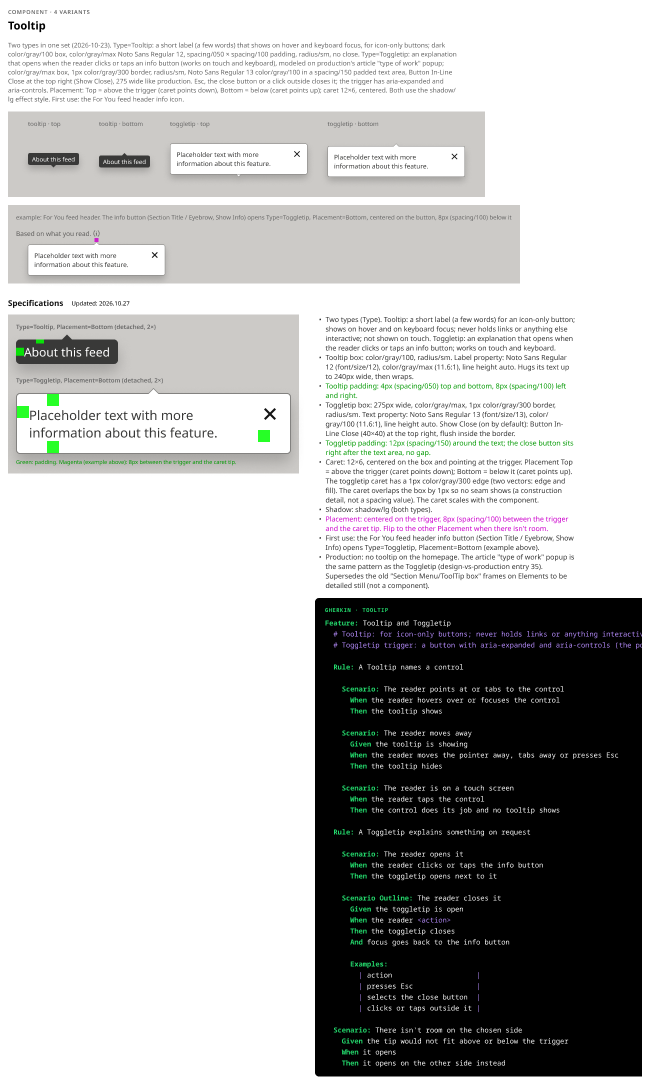 COMPONENT · 4 VARIANTS
Tooltip
Two types in one set (2026-10-23). Type=Tooltip: a short label (a few words) that shows on hover and keyboard focus, for icon-only buttons; dark
color/gray/100 box, color/gray/max Noto Sans Regular 12, spacing/050 × spacing/100 padding, radius/sm, no close. Type=Toggletip: an explanation
that opens when the reader clicks or taps an info button (works on touch and keyboard), modeled on production's article "type of work" popup;
color/gray/max box, 1px color/gray/300 border, radius/sm, Noto Sans Regular 13 color/gray/100 in a spacing/150 padded text area, Button In-Line
Close at the top right (Show Close), 275 wide like production. Esc, the close button or a click outside closes it; the trigger has aria-expanded and
aria-controls. Placement: Top = above the trigger (caret points down), Bottom = below (caret points up); caret 12×6, centered. Both use the shadow/
lg effect style. First use: the For You feed header info icon.
tooltip · top
tooltip · bottom
toggletip · top
toggletip · bottom
About this feed
About this feed
Placeholder text with more
information about this feature.
Placeholder text with more
information about this feature.
example: For You feed header. The info button (Section Title / Eyebrow, Show Info) opens Type=Toggletip, Placement=Bottom, centered on the button, 8px (spacing/100) below it
Based on what you read.
Placeholder text with more
information about this feature.
Specifications Updated: 2026.10.27
Type=Tooltip, Placement=Bottom (detached, 2×)
About this feed
Type=Toggletip, Placement=Bottom (detached, 2×)
Placeholder text with more
information about this feature.
Green: padding. Magenta (example above): 8px between the trigger and the caret tip.
• Two types (Type). Tooltip: a short label (a few words) for an icon-only button;
shows on hover and on keyboard focus; never holds links or anything else
interactive; not shown on touch. Toggletip: an explanation that opens when
the reader clicks or taps an info button; works on touch and keyboard.
• Tooltip box: color/gray/100, radius/sm. Label property: Noto Sans Regular
12 (font/size/12), color/gray/max (11.6:1), line height auto. Hugs its text up
to 240px wide, then wraps.
• Tooltip padding: 4px (spacing/050) top and bottom, 8px (spacing/100) left
and right.
• Toggletip box: 275px wide, color/gray/max, 1px color/gray/300 border,
radius/sm. Text property: Noto Sans Regular 13 (font/size/13), color/
gray/100 (11.6:1), line height auto. Show Close (on by default): Button In-
Line Close (40×40) at the top right, flush inside the border.
• Toggletip padding: 12px (spacing/150) around the text; the close button sits
right after the text area, no gap.
• Caret: 12×6, centered on the box and pointing at the trigger. Placement Top
= above the trigger (caret points down); Bottom = below it (caret points up).
The toggletip caret has a 1px color/gray/300 edge (two vectors: edge and
fill). The caret overlaps the box by 1px so no seam shows (a construction
detail, not a spacing value). The caret scales with the component.
• Shadow: shadow/lg (both types).
• Placement: centered on the trigger, 8px (spacing/100) between the trigger
and the caret tip. Flip to the other Placement when there isn't room.
• First use: the For You feed header info button (Section Title / Eyebrow, Show
Info) opens Type=Toggletip, Placement=Bottom (example above).
• Production: no tooltip on the homepage. The article "type of work" popup is
the same pattern as the Toggletip (design-vs-production entry 35).
Supersedes the old "Section Menu/ToolTip box" frames on Elements to be
detailed still (not a component).
GHERKIN · TOOLTIP
Feature: Tooltip and Toggletip
# Tooltip: for icon-only buttons; never holds links or anything
# Toggletip trigger: a button with aria-expanded and aria-controls (the
Rule: A Tooltip names a control
Scenario: The reader points at or tabs to the control
When the reader hovers over or focuses the control
Then the tooltip shows
Scenario: The reader moves away
Given the tooltip is showing
When the reader moves the pointer away, tabs away or presses Esc
Then the tooltip hides
Scenario: The reader is on a touch screen
When the reader taps the control
Then the control does its job and no tooltip shows
Rule: A Toggletip explains something on request
Scenario: The reader opens it
When the reader clicks or taps the info button
Then the toggletip opens next to it
Scenario Outline: The reader closes it
Given the toggletip is open
When the reader <action>
Then the toggletip closes
And focus goes back to the info button
Examples:
| action |
| presses Esc |
| selects the close button |
| clicks or taps outside it |
Scenario: There isn't room on the chosen side
Given the tip would not fit above or below the trigger
When it opens
Then it opens on the other side instead